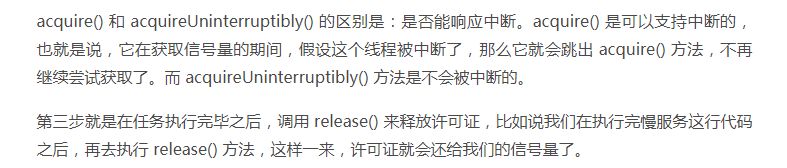 acquire() 和 acquireUninterruptibly() 的区别是：是否能响应中断。acquire() 是可以支持中断的，
也就是说，它在获取信号量的期间，假设这个线程被中断了，那么它就会跳出 acquire() 方法，不再
继续尝试获取了。而 acquireUninterruptibly() 方法是不会被中断的。
第三步就是在任务执行完毕之后，调用 release() 来释放许可证，比如说我们在执行完慢服务这行代码
之后，再去执行 release() 方法，这样一来，许可证就会还给我们的信号量了。